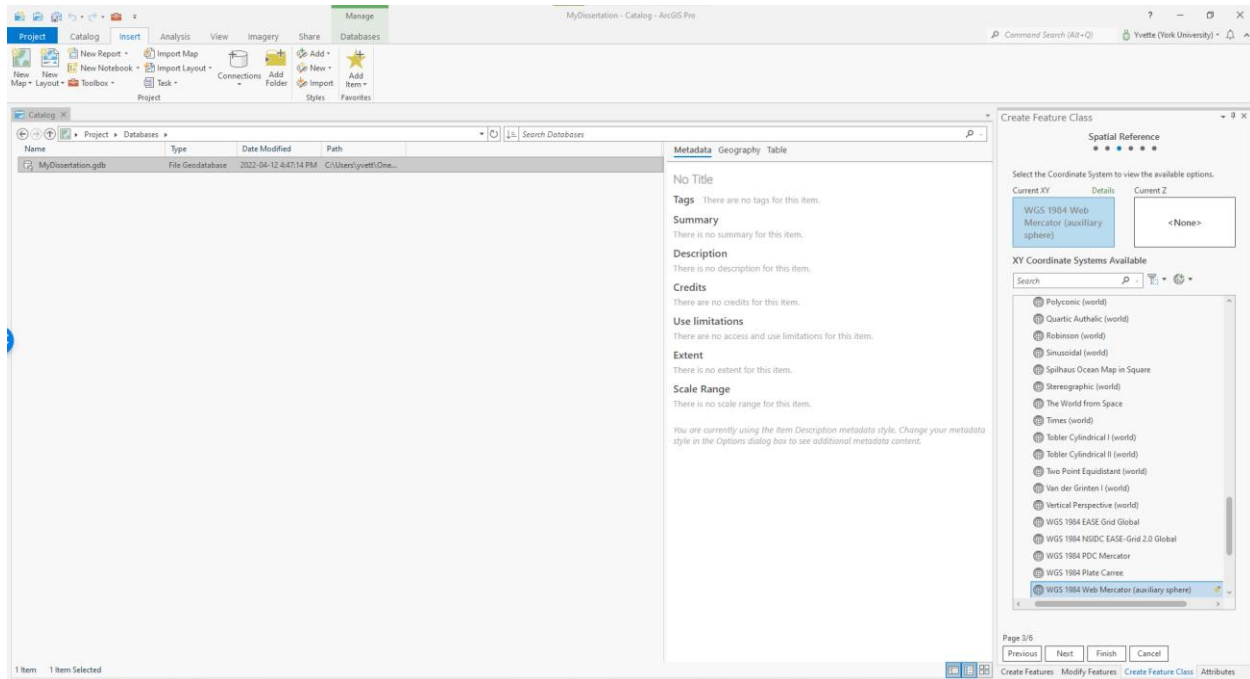 Manage
MyDissertation - Catalog - ArcGIS Pro
Project Catalog Insert Analysis View Imagery Share Databases
Command Search (Alt+Q)
Yvette (York University)
New Map
New Layout
New Report
New Notebook
Toolbox
Import Map
Import Layout
Task
Connections
Add Folder
Add
New
Import
Add Item
Project
Styles
Favorites
Catalog
Project Databases
Search Databases
Name Type Date Modified Path
MyDissertation.gdb File Geodatabase 2022-04-12 4:47:14 PM C:\Users\yvett\One...
Metadata Geography Table
No Title
Tags There are no tags for this item.
Summary
There is no summary for this item.
Description
There is no description for this item.
Credits
There are no credits for this item.
Use limitations
There are no access and use limitations for this item.
Extent
There is no extent for this item.
Scale Range
There is no scale range for this item.
You are currently using the Item Description metadata style. Change your metadata
style in the Options dialog box to see additional metadata content.
Create Feature Class
Spatial Reference
Select the Coordinate System to view the available options.
Current XY Details Current Z
WGS 1984 Web
Mercator (auxiliary
sphere)
<None>
XY Coordinate Systems Available
Search
Polyconic (world)
Quartic Authalic (world)
Robinson (world)
Sinusoidal (world)
Spilhaus Ocean Map in Square
Stereographic (world)
The World from Space
Times (world)
Tobler Cylindrical I (world)
Tobler Cylindrical II (world)
Two Point Equidistant (world)
Van der Grinten I (world)
Vertical Perspective (world)
WGS 1984 EASE Grid Global
WGS 1984 NSIDC EASE-Grid 2.0 Global
WGS 1984 PDC Mercator
WGS 1984 Plate Carree
WGS 1984 Web Mercator (auxiliary sphere)
Page 3/6
Previous Next Finish Cancel
1 Item 1 Item Selected
Create Features Modify Features Create Feature Class Attributes